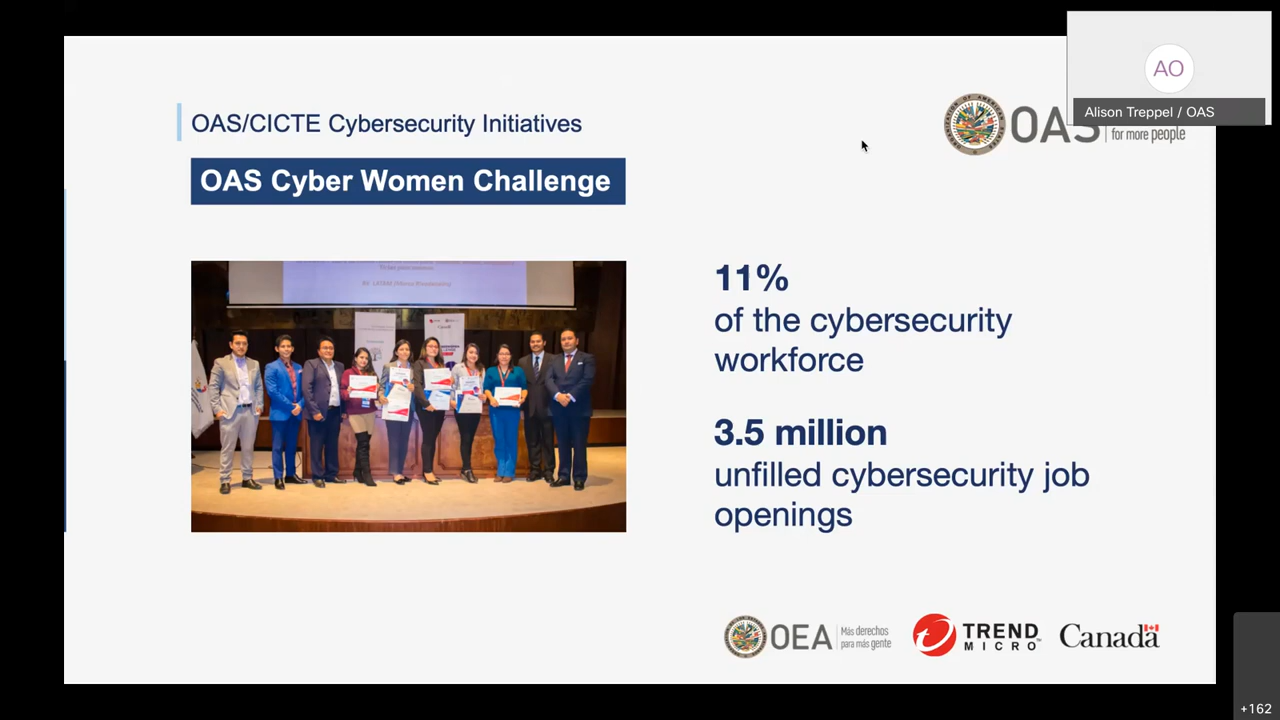 AO
Alison Treppel / OAS
OAS/CICTE Cybersecurity Initiatives
OAS
for more people
OAS Cyber Women Challenge
11%
of the cybersecurity
workforce
3.5 million
unfilled cybersecurity job
openings
OEA
Más derechos
para más gente
TREND
MICRO™
Canada
+162